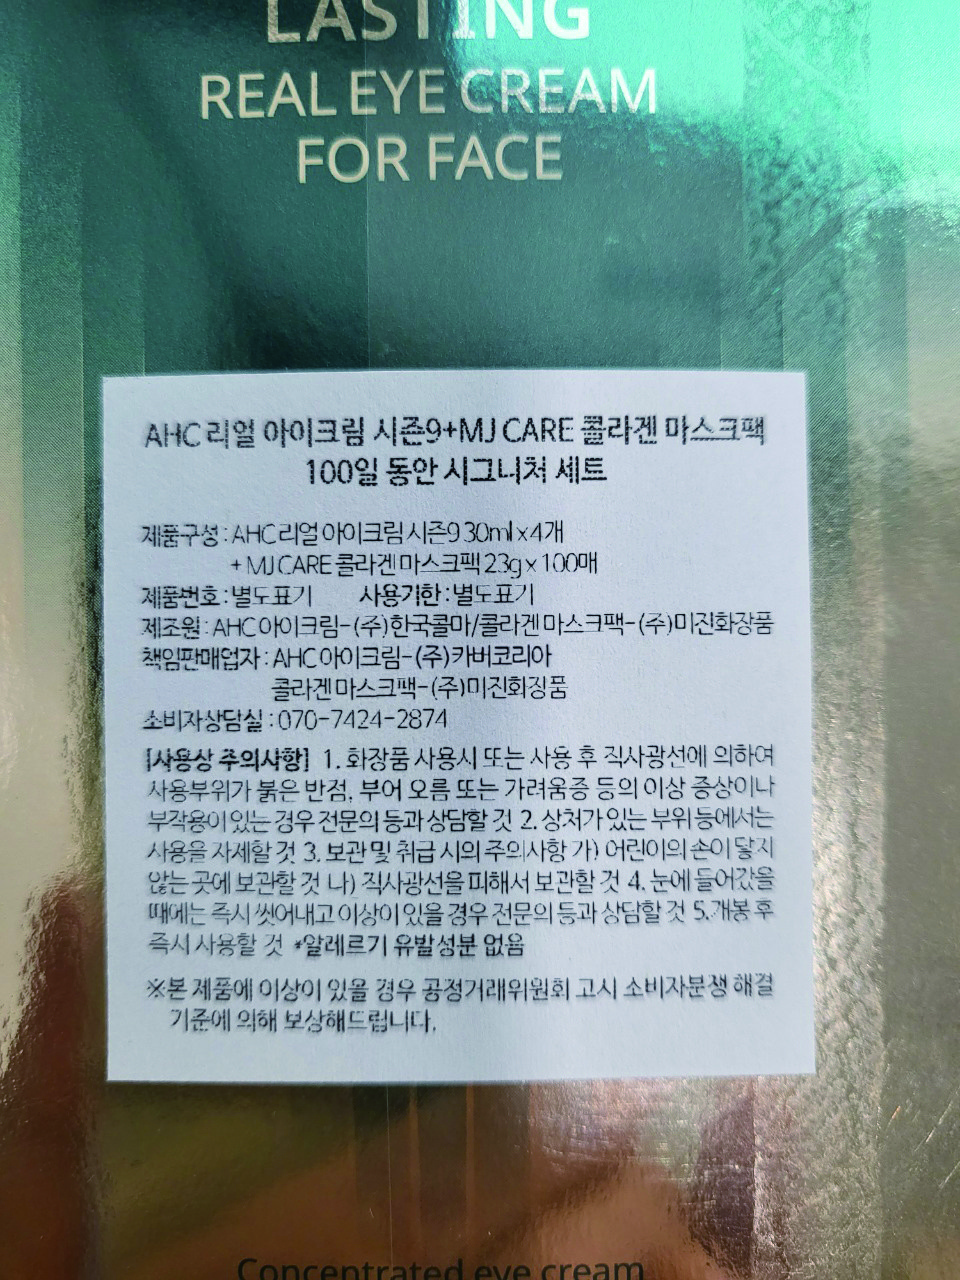 LASTING
REAL EYE CREAM
FOR FACE
AHC 리얼 아이크림 시즌9+MJ CARE 콜라겐 마스크팩
100일 동안 시그니처 세트
제품구성 : AHC 리얼 아이크림 시즌9 30ml x 4개
+ MJ CARE 콜라겐 마스크팩 23g x 100매
제품번호 : 별도표기 사용기한 : 별도표기
제조원 : AHC 아이크림-(주)한국콜마/콜라겐 마스크팩-(주)미진화장품
책임판매업자 : AHC 아이크림-(주)카버코리아
콜라겐 마스크팩-(주)미진화장품
소비자상담실 : 070-7424-2874
[사용상 주의사항] 1. 화장품 사용시 또는 사용 후 직사광선에 의하여
사용부위가 붉은 반점, 부어 오름 또는 가려움증 등의 이상 증상이나
부작용이 있는 경우 전문의 등과 상담할 것 2. 상처가 있는 부위 등에서는
사용을 자제할 것 3. 보관 및 취급 시의 주의사항 가) 어린이의 손이 닿지
않는 곳에 보관할 것 나) 직사광선을 피해서 보관할 것 4. 눈에 들어갔을
때에는 즉시 씻어내고 이상이 있을 경우 전문의 등과 상담할 것 5.개봉 후
즉시 사용할 것 *알레르기 유발성분 없음
※본 제품에 이상이 있을 경우 공정거래위원회 고시 소비자분쟁 해결
기준에 의해 보상해드립니다.
Concentrated eye cream